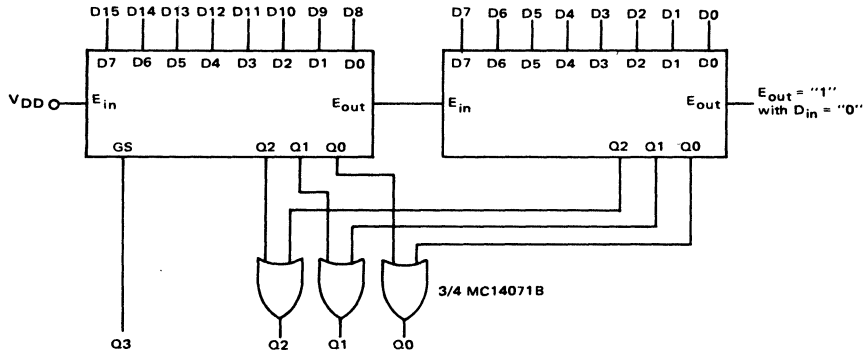 D15 D14 D13 D12 D11 D10 D9 D8
D7 D6 D5 D4 D3 D2 D1 D0
D7 D6 D5 D4 D3 D2 D1 D0
D7 D6 D5 D4 D3 D2 D1 D0
VDD
Ein
Eout
Ein
Eout
Eout = "1"
with Din = "0"
GS
Q2 Q1 Q0
Q2 Q1 Q0
3/4 MC14071B
Q3
Q2
Q1
Q0